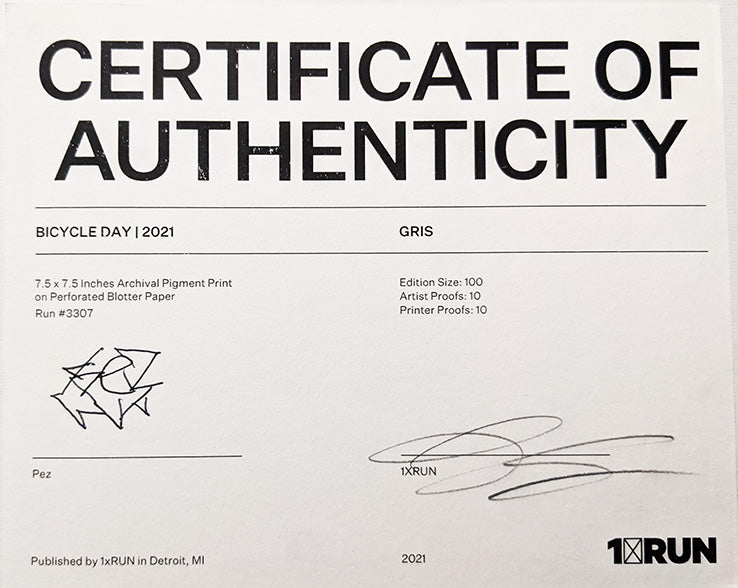 CERTIFICATE OF
AUTHENTICITY
BICYCLE DAY | 2021
GRIS
7.5 x 7.5 Inches Archival Pigment Print
on Perforated Blotter Paper
Run #3307
Edition Size: 100
Artist Proofs: 10
Printer Proofs: 10
Pez
1XRUN
Published by 1xRUN in Detroit, MI
2021
1XRUN